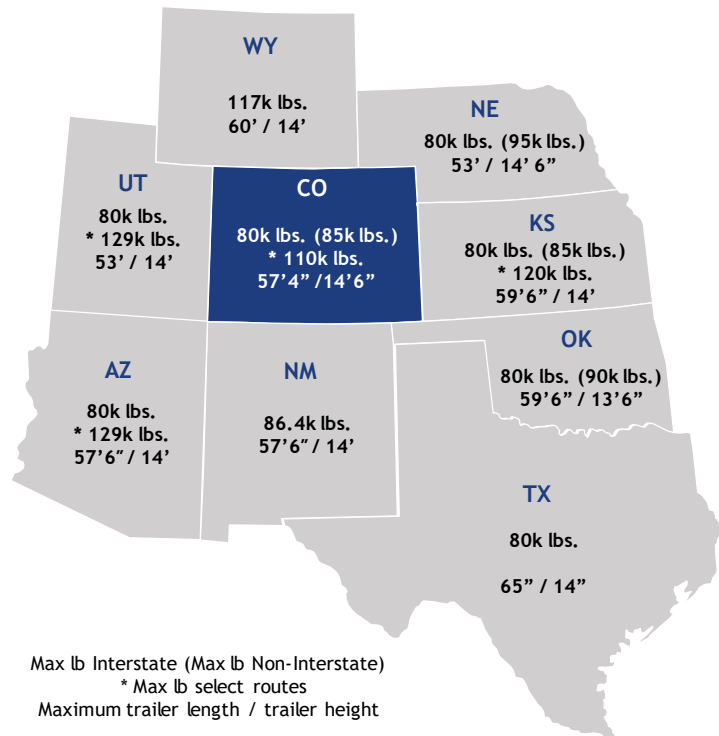 WY
117k lbs.
60’ / 14’
NE
80k lbs. (95k lbs.)
53’ / 14’ 6”
UT
80k lbs.
* 129k lbs.
53’ / 14’
CO
80k lbs. (85k lbs.)
* 110k lbs.
57’4” /14’6”
KS
80k lbs. (85k lbs.)
* 120k lbs.
59’6” / 14’
AZ
80k lbs.
* 129k lbs.
57’6” / 14’
NM
86.4k lbs.
57’6” / 14’
OK
80k lbs. (90k lbs.)
59’6” / 13’6”
TX
80k lbs.
65” / 14”
Max lb Interstate (Max lb Non-Interstate)
* Max lb select routes
Maximum trailer length / trailer height